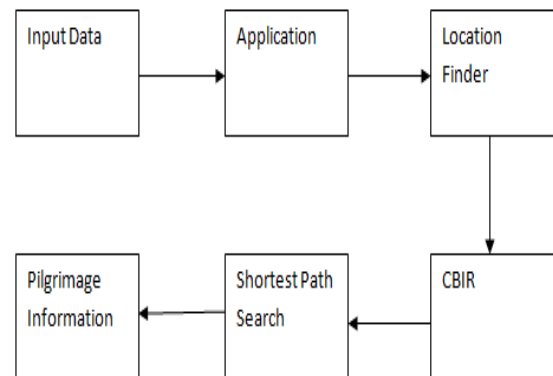 Input Data
Application
Location
Finder
Pilgrimage
Information
Shortest Path
Search
CBIR